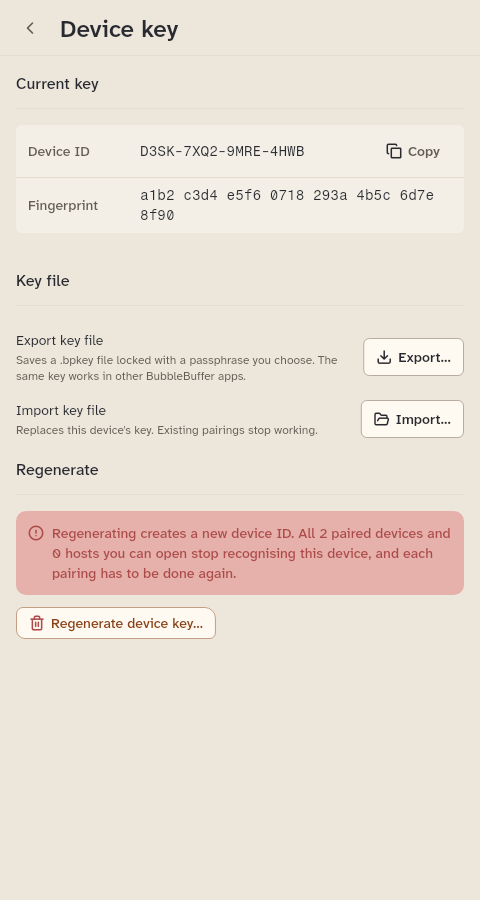 Device key
Current key
Device ID
D3SK-7XQ2-9MRE-4HWB
Copy
Fingerprint
a1b2 c3d4 e5f6 0718 293a 4b5c 6d7e
8f90
Key file
Export key file
Saves a .bpkey file locked with a passphrase you choose. The
same key works in other BubbleBuffer apps.
Export...
Import key file
Replaces this device's key. Existing pairings stop working.
Import...
Regenerate
Regenerating creates a new device ID. All 2 paired devices and
0 hosts you can open stop recognising this device, and each
pairing has to be done again.
Regenerate device key...